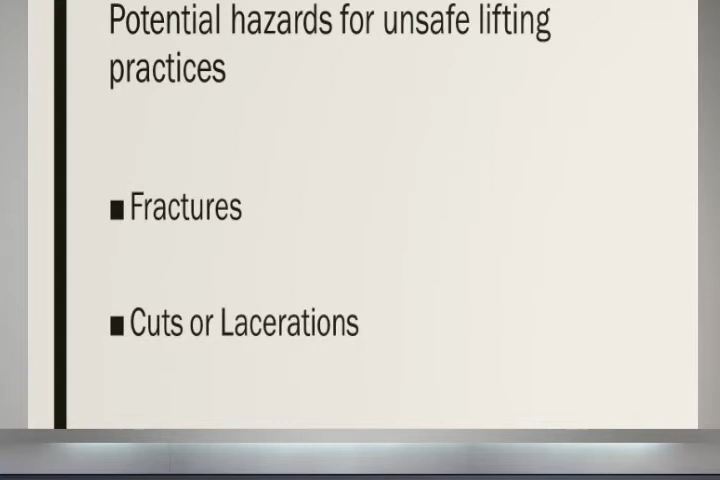 Potential hazards for unsafe lifting
practices
■ Fractures
■ Cuts or Lacerations